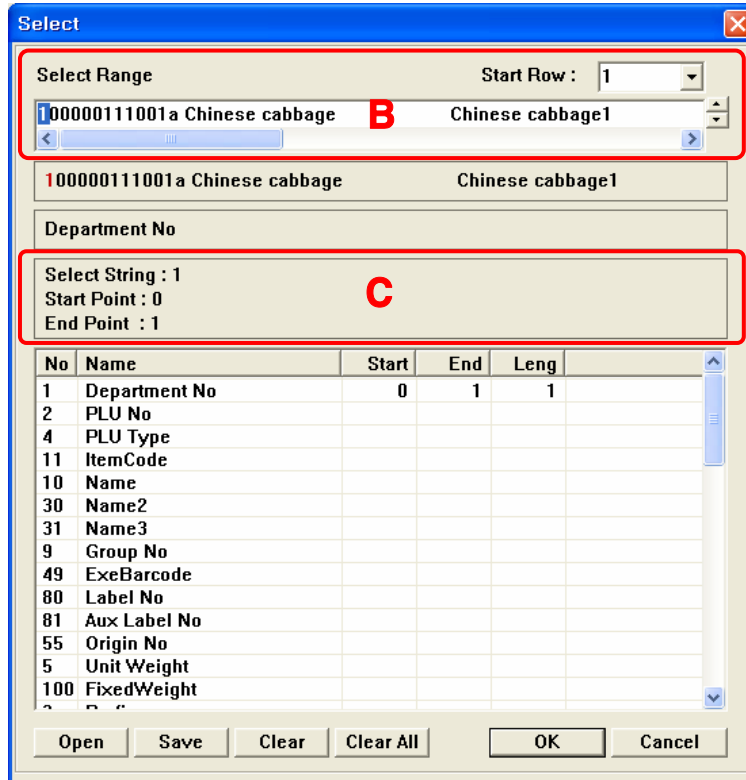 Select
Select Range Start Row : 1
100000111001a Chinese cabbage Chinese cabbage1
B
100000111001a Chinese cabbage Chinese cabbage1
Department No
Select String : 1
Start Point : 0
End Point : 1
C
No Name Start End Leng
1 Department No 0 1 1
2 PLU No
4 PLU Type
11 ItemCode
10 Name
30 Name2
31 Name3
9 Group No
49 ExeBarcode
80 Label No
81 Aux Label No
55 Origin No
5 Unit Weight
100 FixedWeight
Open Save Clear Clear All OK Cancel